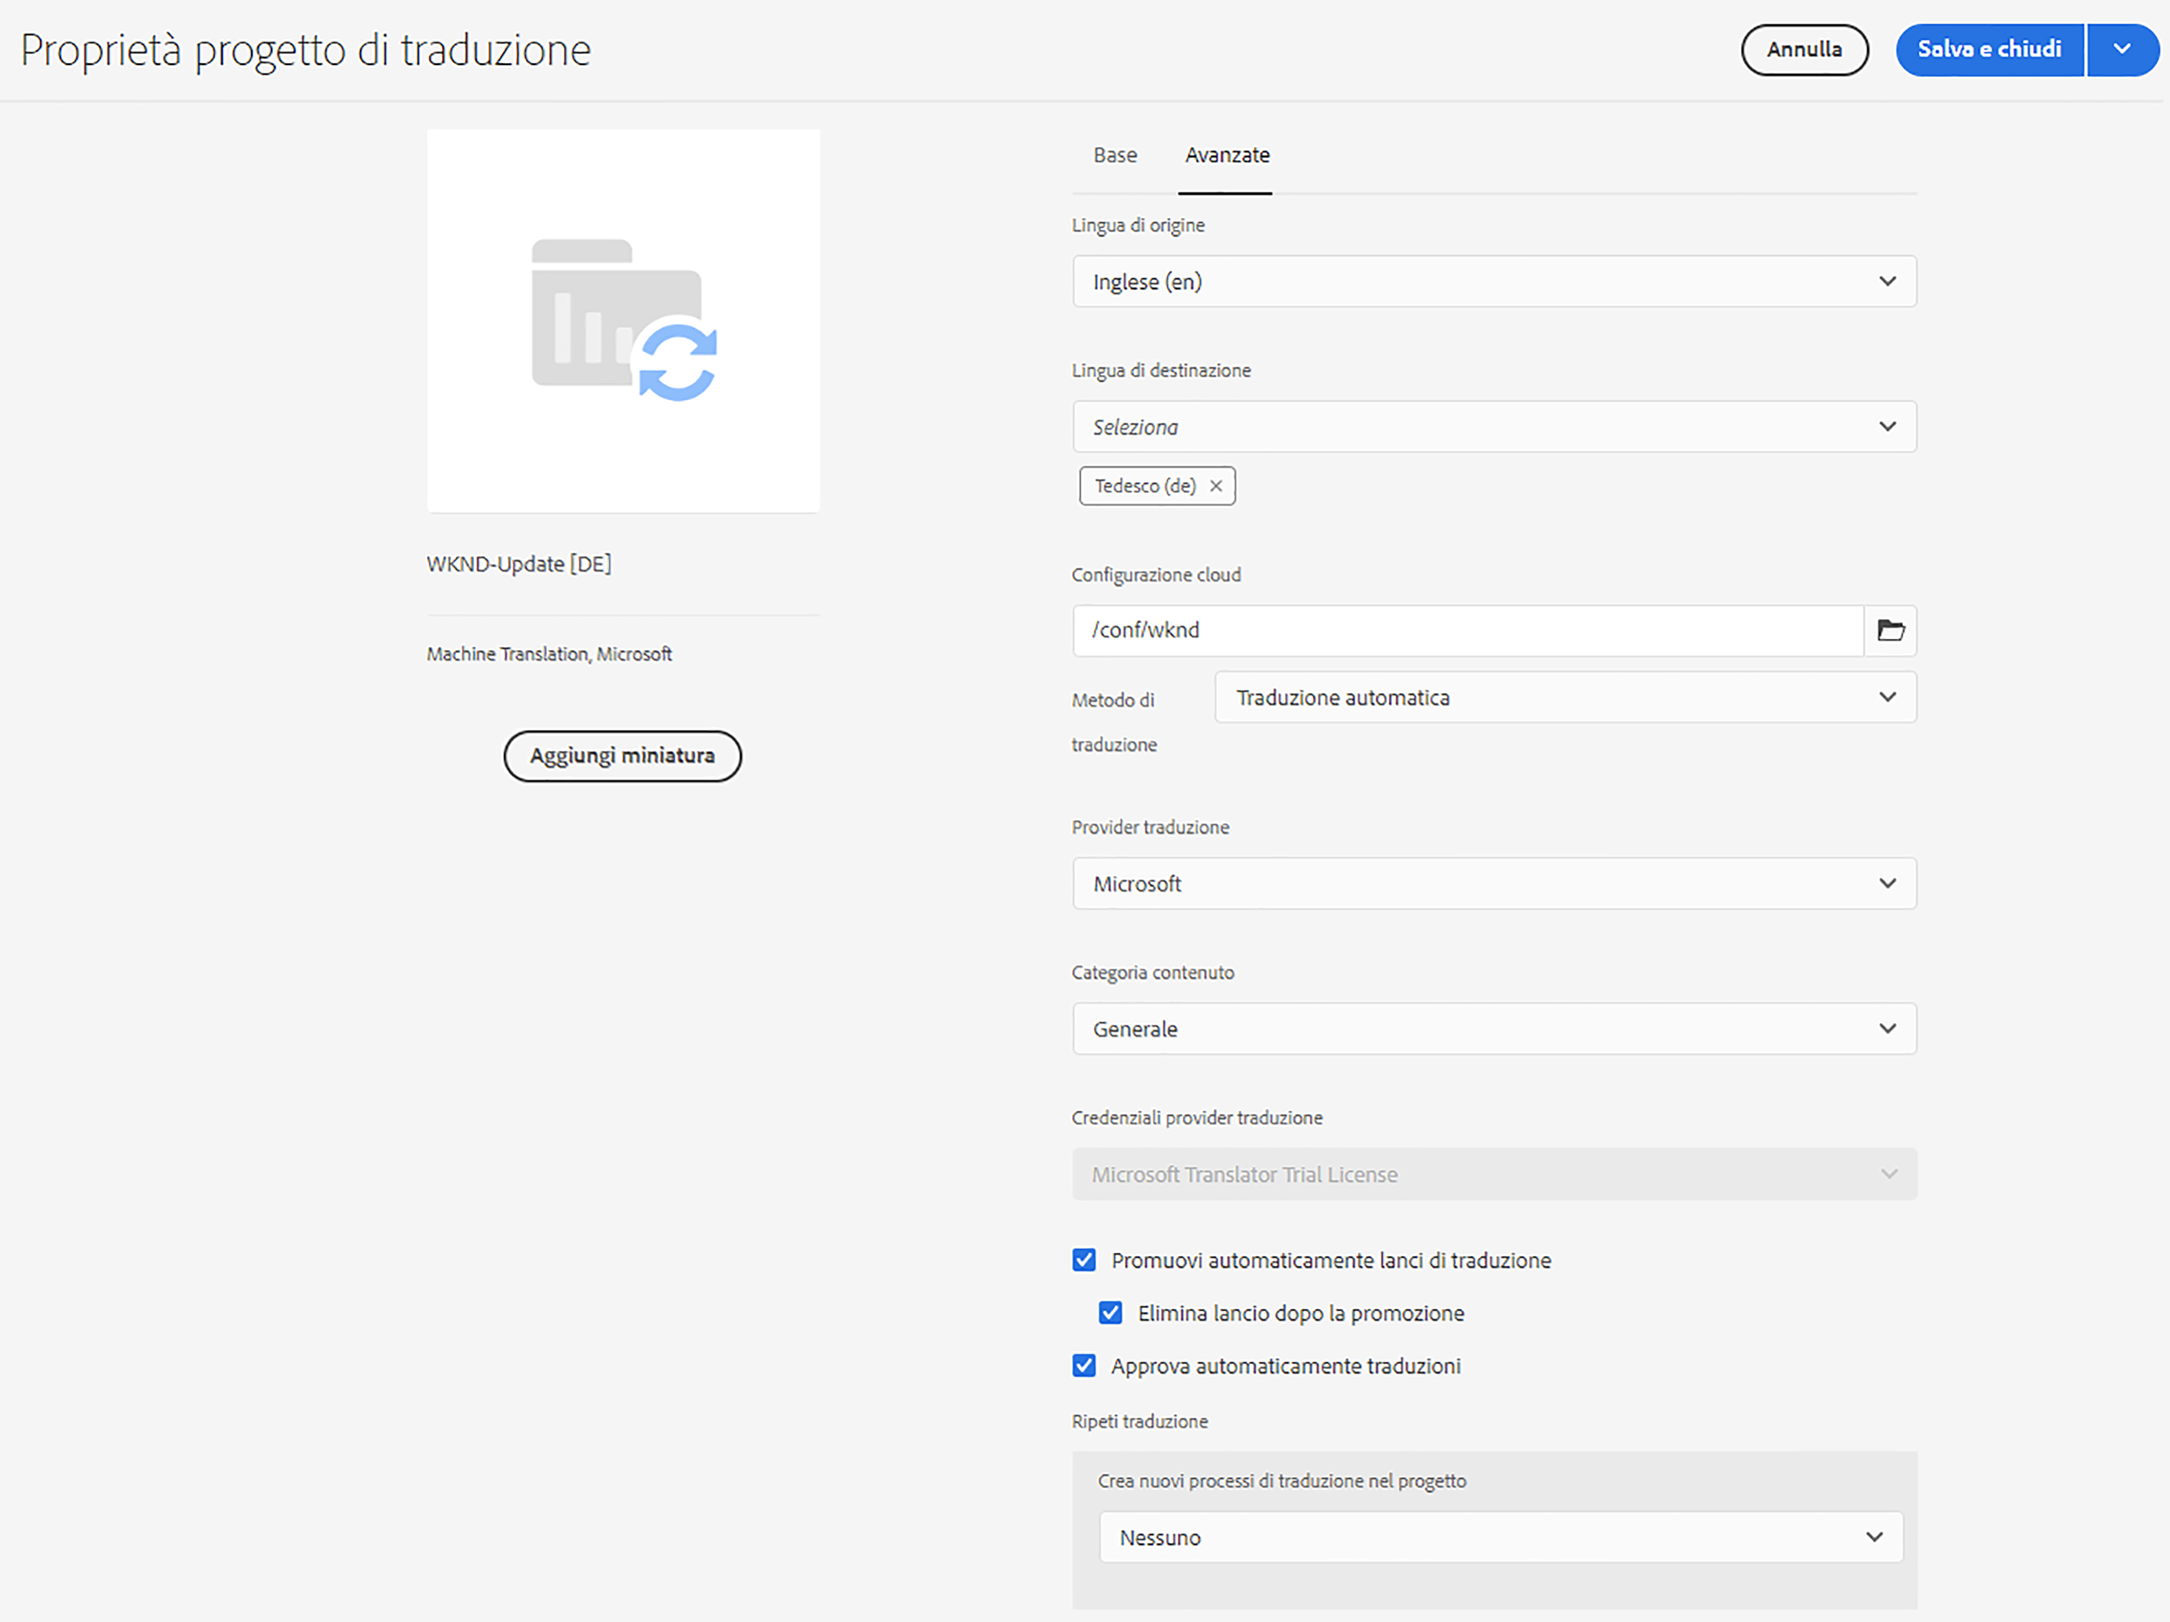 Proprietà progetto di traduzione
Annulla
Salva e chiudi
WKND-Update [DE]
Machine Translation, Microsoft
Aggiungi miniatura
Base
Avanzate
Lingua di origine
Inglese (en)
Lingua di destinazione
Seleziona
Tedesco (de)
Configurazione cloud
/conf/wknd
Metodo di
traduzione
Traduzione automatica
Provider traduzione
Microsoft
Categoria contenuto
Generale
Credenziali provider traduzione
Microsoft Translator Trial License
Promuovi automaticamente lanci di traduzione
Elimina lancio dopo la promozione
Approva automaticamente traduzioni
Ripeti traduzione
Crea nuovi processi di traduzione nel progetto
Nessuno